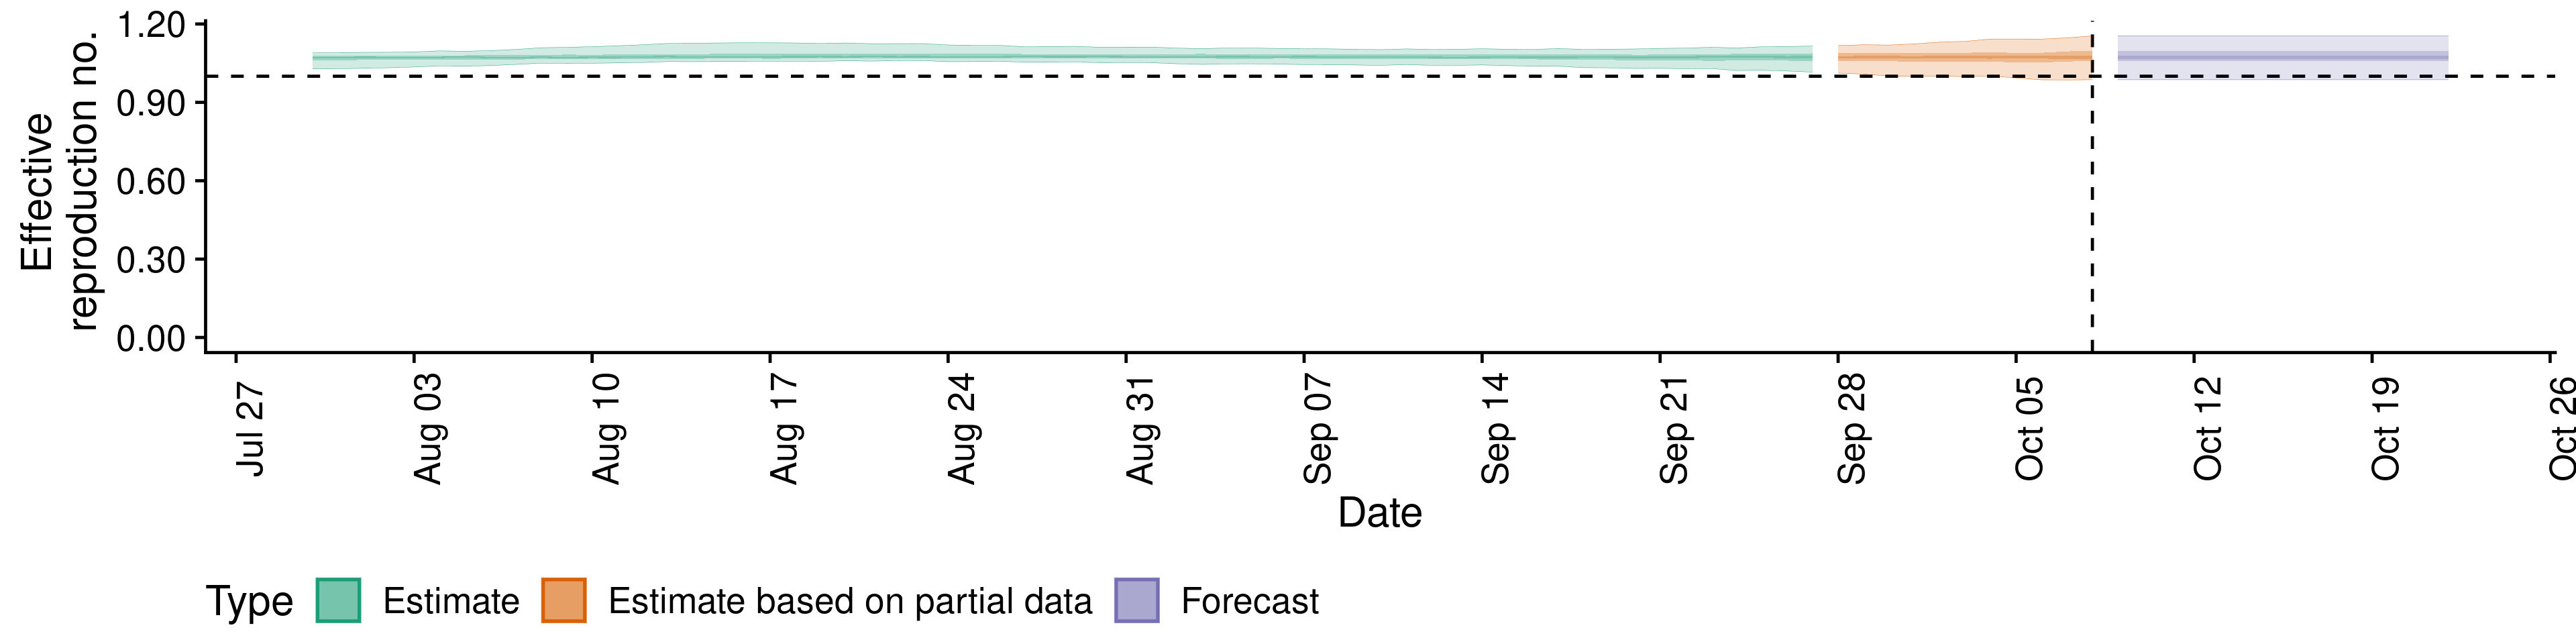 Effective
reproduction no.
1.20
0.90
0.60
0.30
0.00
Jul 27
Aug 03
Aug 10
Aug 17
Aug 24
Aug 31
Sep 07
Sep 14
Sep 21
Sep 28
Oct 05
Oct 12
Oct 19
Oct 26
Date
Type
Estimate
Estimate based on partial data
Forecast